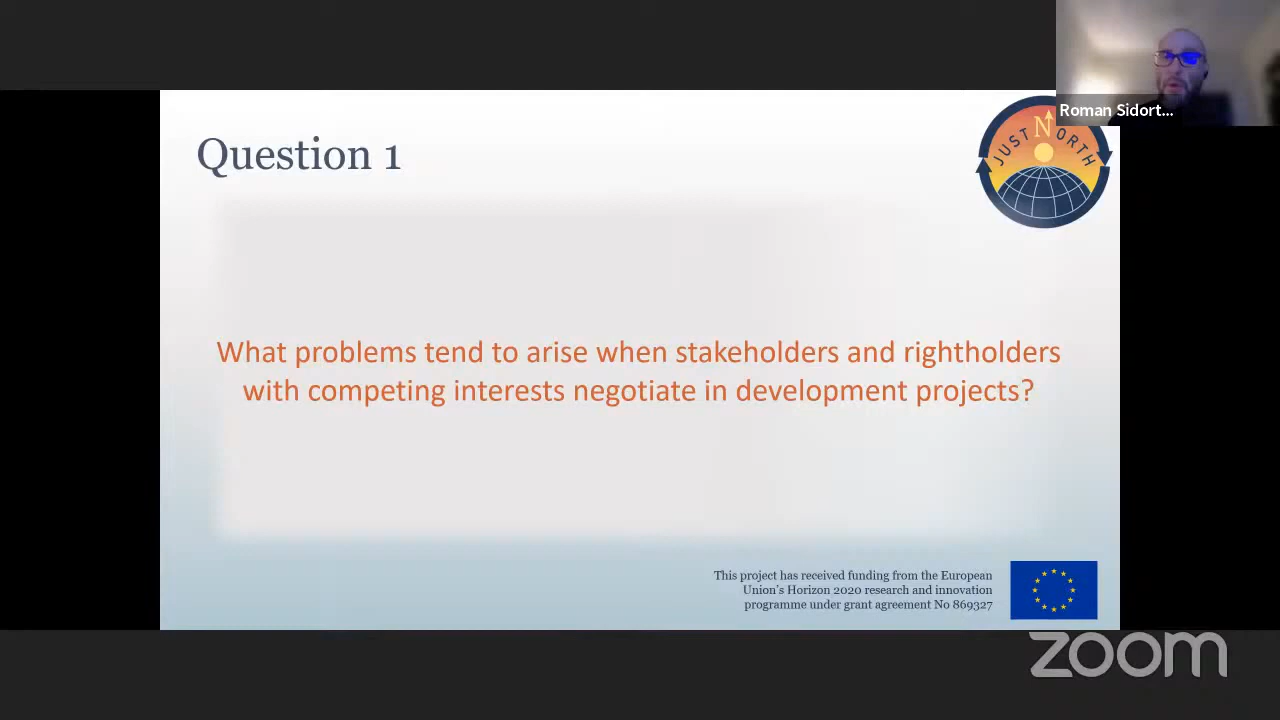 Roman Sidort...
Question 1
JUST NORTH
What problems tend to arise when stakeholders and rightholders
with competing interests negotiate in development projects?
This project has received funding from the European
Union's Horizon 2020 research and innovation
programme under grant agreement No 869327
zoom